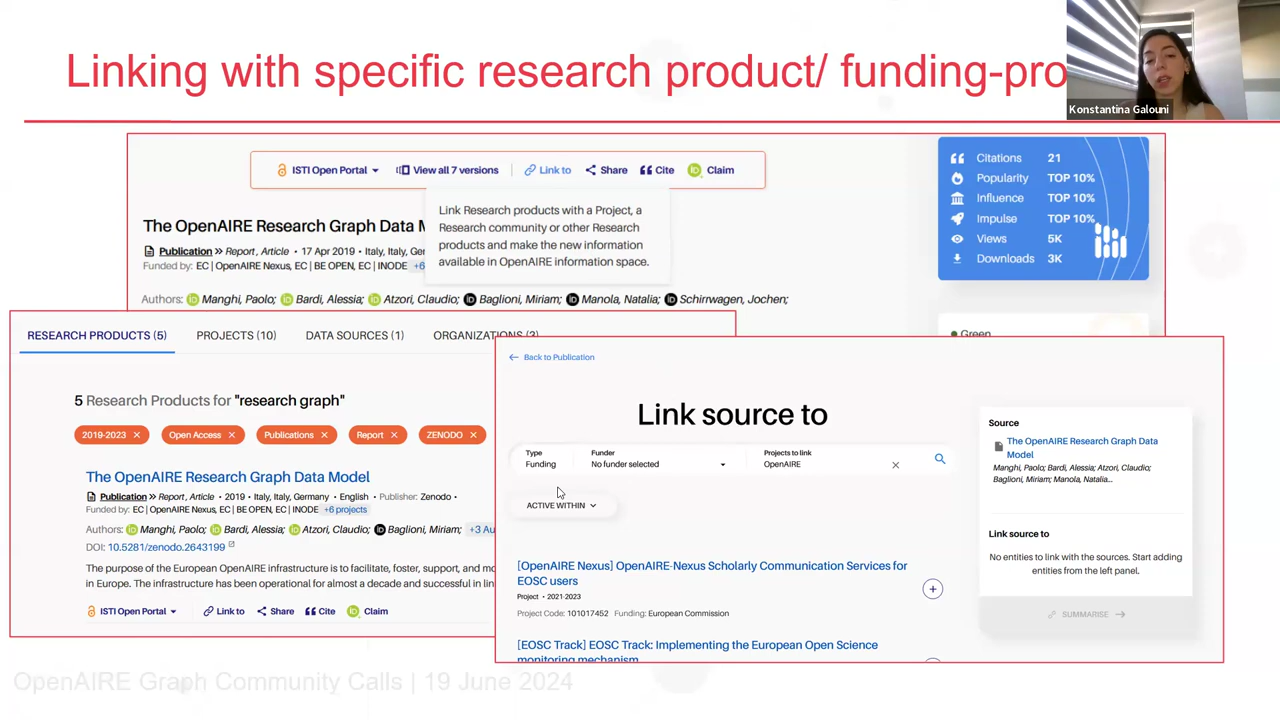 Linking with specific research product/ funding-pro
Konstantina Galouni
ISTI Open Portal
View all 7 versions
Link to
Share
Cite
Claim
Link Research products with a Project, a
Research community or other Research
products and make the new information
available in OpenAIRE information space.
The OpenAIRE Research Graph Data M
Publication » Report, Article • 17 Apr 2019 • Italy, Italy, Ger
Funded by: EC | OpenAIRE Nexus, EC | BE OPEN, EC | INODE +6
Authors: Manghi, Paolo; Bardi, Alessia; Atzori, Claudio; Baglioni, Miriam; Manola, Natalia; Schirrwagen, Jochen;
Citations 21
Popularity TOP 10%
Influence TOP 10%
Impulse TOP 10%
Views 5K
Downloads 3K
Green
RESEARCH PRODUCTS (5)
PROJECTS (10)
DATA SOURCES (1)
ORGANIZATIONS (3)
5 Research Products for "research graph"
2019-2023 ×
Open Access ×
Publications ×
Report ×
ZENODO ×
The OpenAIRE Research Graph Data Model
Publication » Report, Article • 2019 • Italy, Italy, Germany • English • Publisher: Zenodo •
Funded by: EC | OpenAIRE Nexus, EC | BE OPEN, EC | INODE +6 projects
Authors: Manghi, Paolo; Bardi, Alessia; Atzori, Claudio; Baglioni, Miriam; +3 Au
DOI: 10.5281/zenodo.2643199
The purpose of the European OpenAIRE infrastructure is to facilitate, foster, support, and mo
in Europe. The infrastructure has been operational for almost a decade and successful in lin
ISTI Open Portal
Link to
Share
Cite
Claim
← Back to Publication
Link source to
Type
Funding
Funder
No funder selected
Projects to link
OpenAIRE
ACTIVE WITHIN
[OpenAIRE Nexus] OpenAIRE-Nexus Scholarly Communication Services for
EOSC users
Project • 2021-2023
Project Code: 101017452 Funding: European Commission
[EOSC Track] EOSC Track: Implementing the European Open Science
monitoring mechanism
Source
The OpenAIRE Research Graph Data
Model
Manghi, Paolo; Bardi, Alessia; Atzori, Claudio;
Baglioni, Miriam; Manola, Natalia...
Link source to
No entities to link with the sources. Start adding
entities from the left panel.
SUMMARISE →
OpenAIRE Graph Community Calls | 19 June 2024